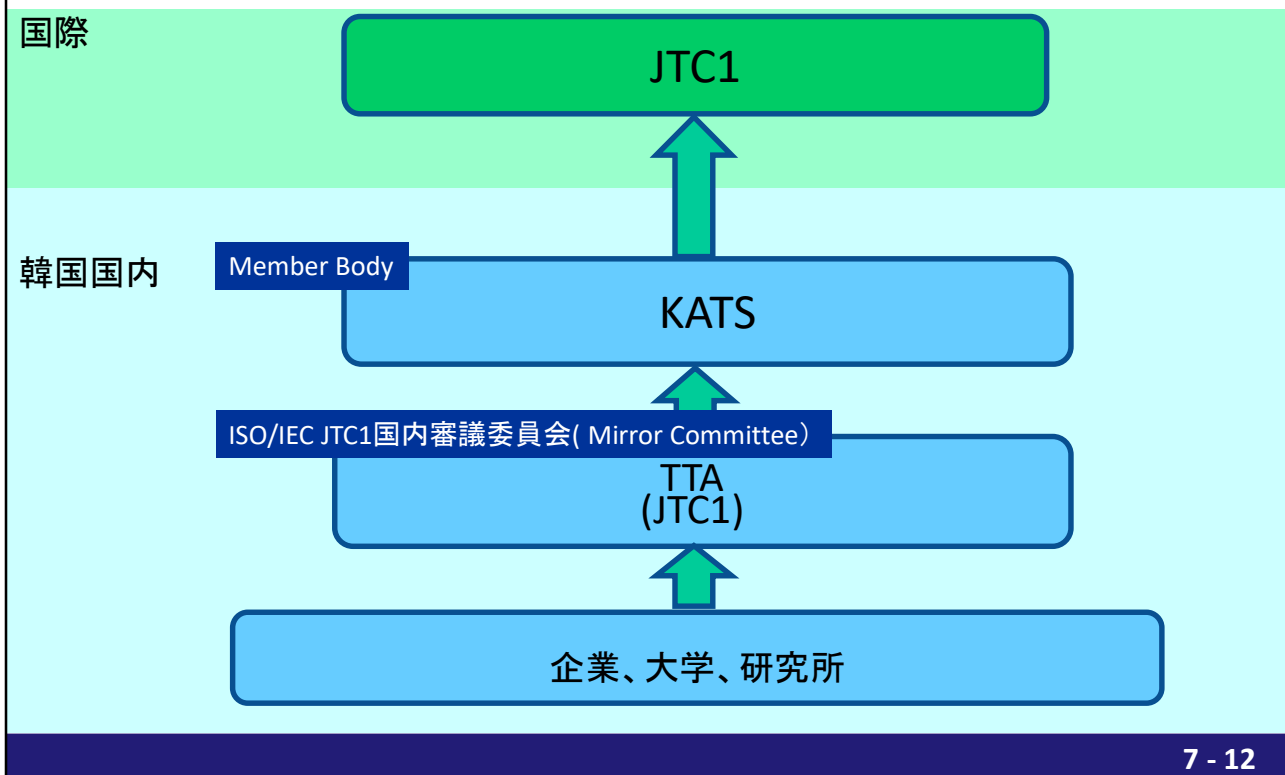 国際
JTC1
韓国国内
Member Body
KATS
ISO/IEC JTC1国内審議委員会( Mirror Committee）
TTA
(JTC1)
企業、大学、研究所
7 - 12